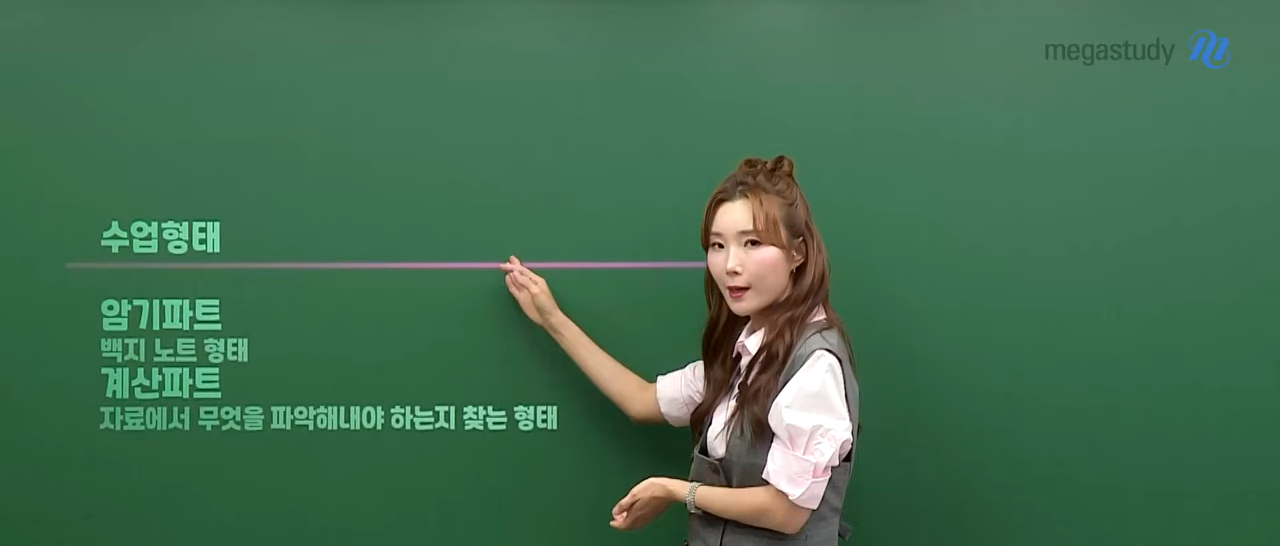 megastudy
수업형태
암기파트
백지 노트 형태
계산파트
자료에서 무엇을 파악해내야 하는지 찾는 형태